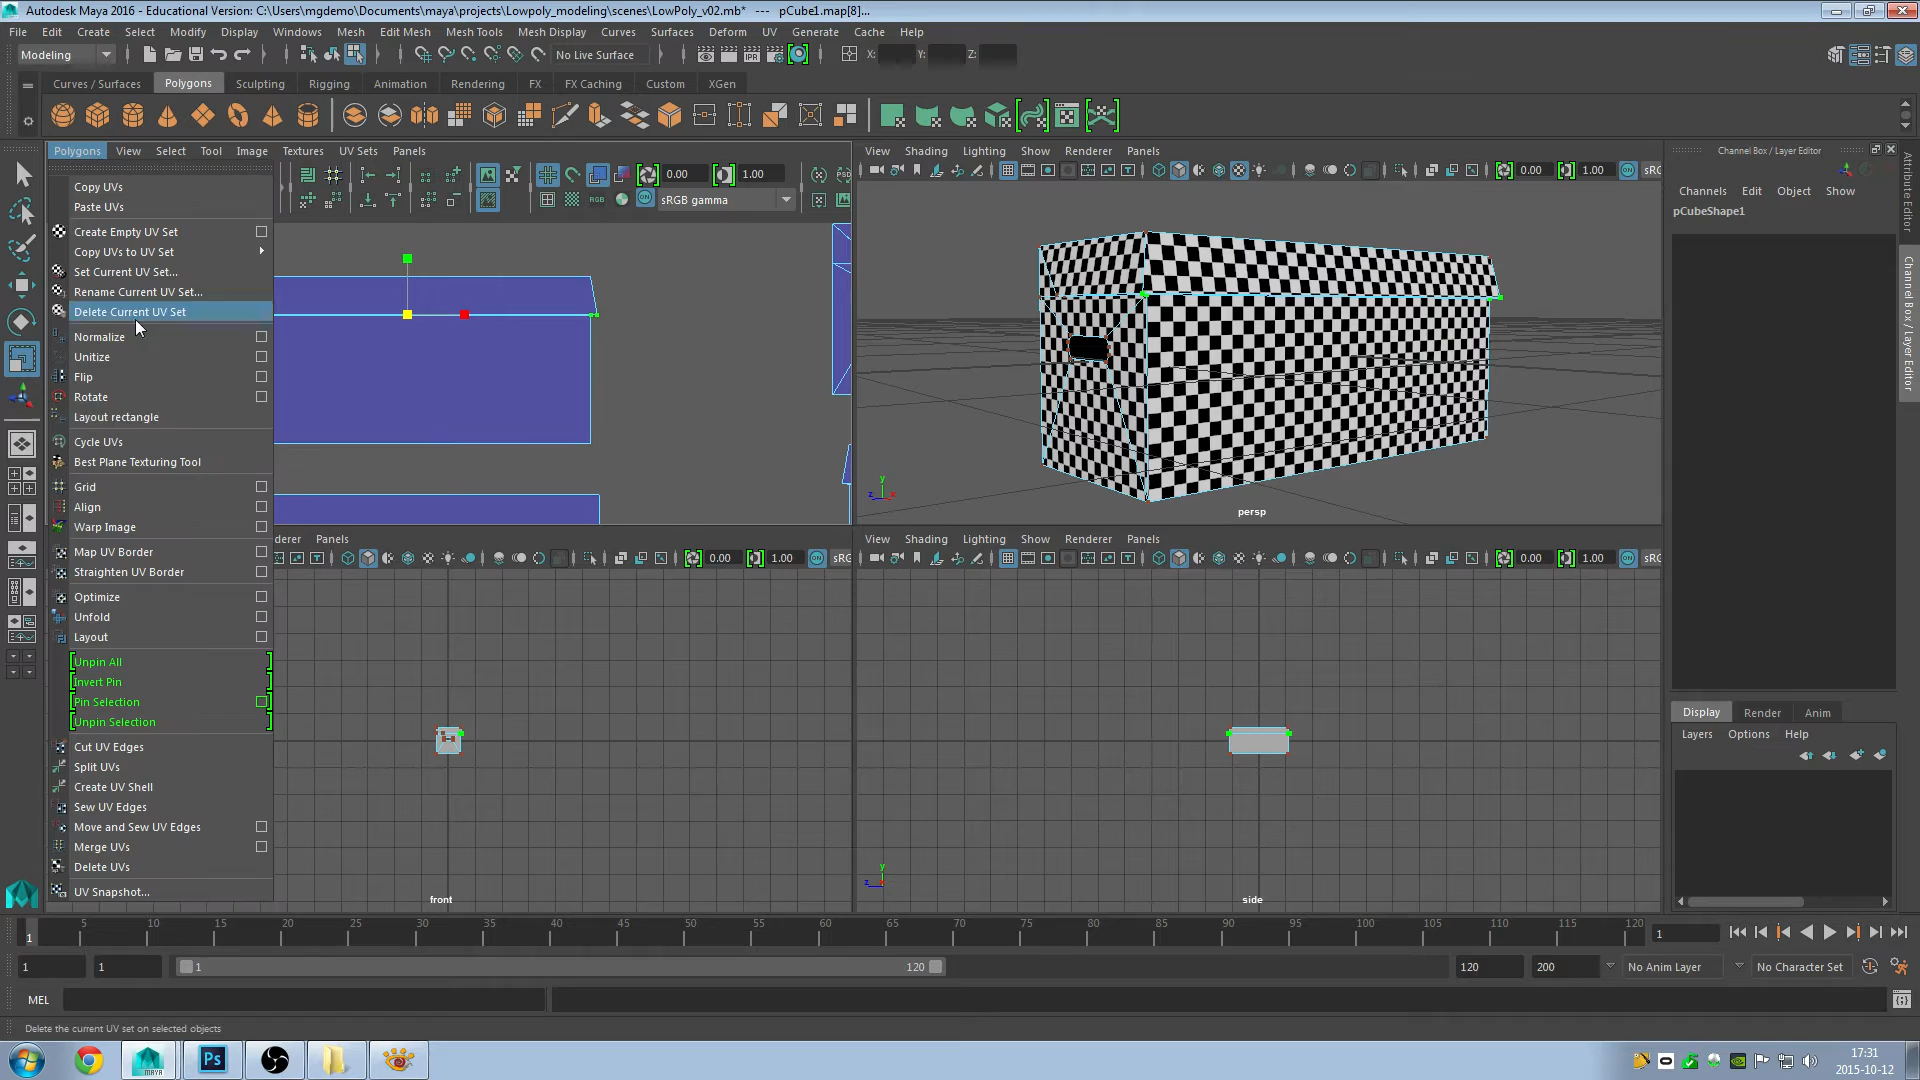 Autodesk Maya 2016 - Educational Version: C:\Users\mgdemo\Documents\maya\projects\Lowpoly_modeling\scenes\LowPoly_v02.mb* --- pCube1.map[8]...
File Edit Create Select Modify Display Windows Mesh Edit Mesh Mesh Tools Mesh Display Curves Surfaces Deform UV Generate Cache Help
Modeling No Live Surface X: Y: Z:
Curves / Surfaces Polygons Sculpting Rigging Animation Rendering FX FX Caching Custom XGen
Polygons View Select Tool Image Textures UV Sets Panels
View Shading Lighting Show Renderer Panels
0.00 1.00
sRGB gamma
0.00 1.00
Channel Box / Layer Editor
Channels Edit Object Show
pCubeShape1
Attribute Editor
Channel Box / Layer Editor
Copy UVs
Paste UVs
Create Empty UV Set
Copy UVs to UV Set
Set Current UV Set...
Rename Current UV Set...
Delete Current UV Set
Normalize
Unitize
Flip
Rotate
Layout rectangle
Cycle UVs
Best Plane Texturing Tool
Grid
Align
Warp Image
Map UV Border
Straighten UV Border
Optimize
Unfold
Layout
Unpin All
Invert Pin
Pin Selection
Unpin Selection
Cut UV Edges
Split UVs
Create UV Shell
Sew UV Edges
Move and Sew UV Edges
Merge UVs
Delete UVs
UV Snapshot...
persp
derer Panels
0.00 1.00 sRG
View Shading Lighting Show Renderer Panels
0.00 1.00 sRG
front
side
Display Render Anim
Layers Options Help
1 5 10 15 20 25 30 35 40 45 50 55 60 65 70 75 80 85 90 95 100 105 110 115 120
1
1 1 1 120 120 200 No Anim Layer No Character Set
MEL
Delete the current UV set on selected objects
17:31
2015-10-12